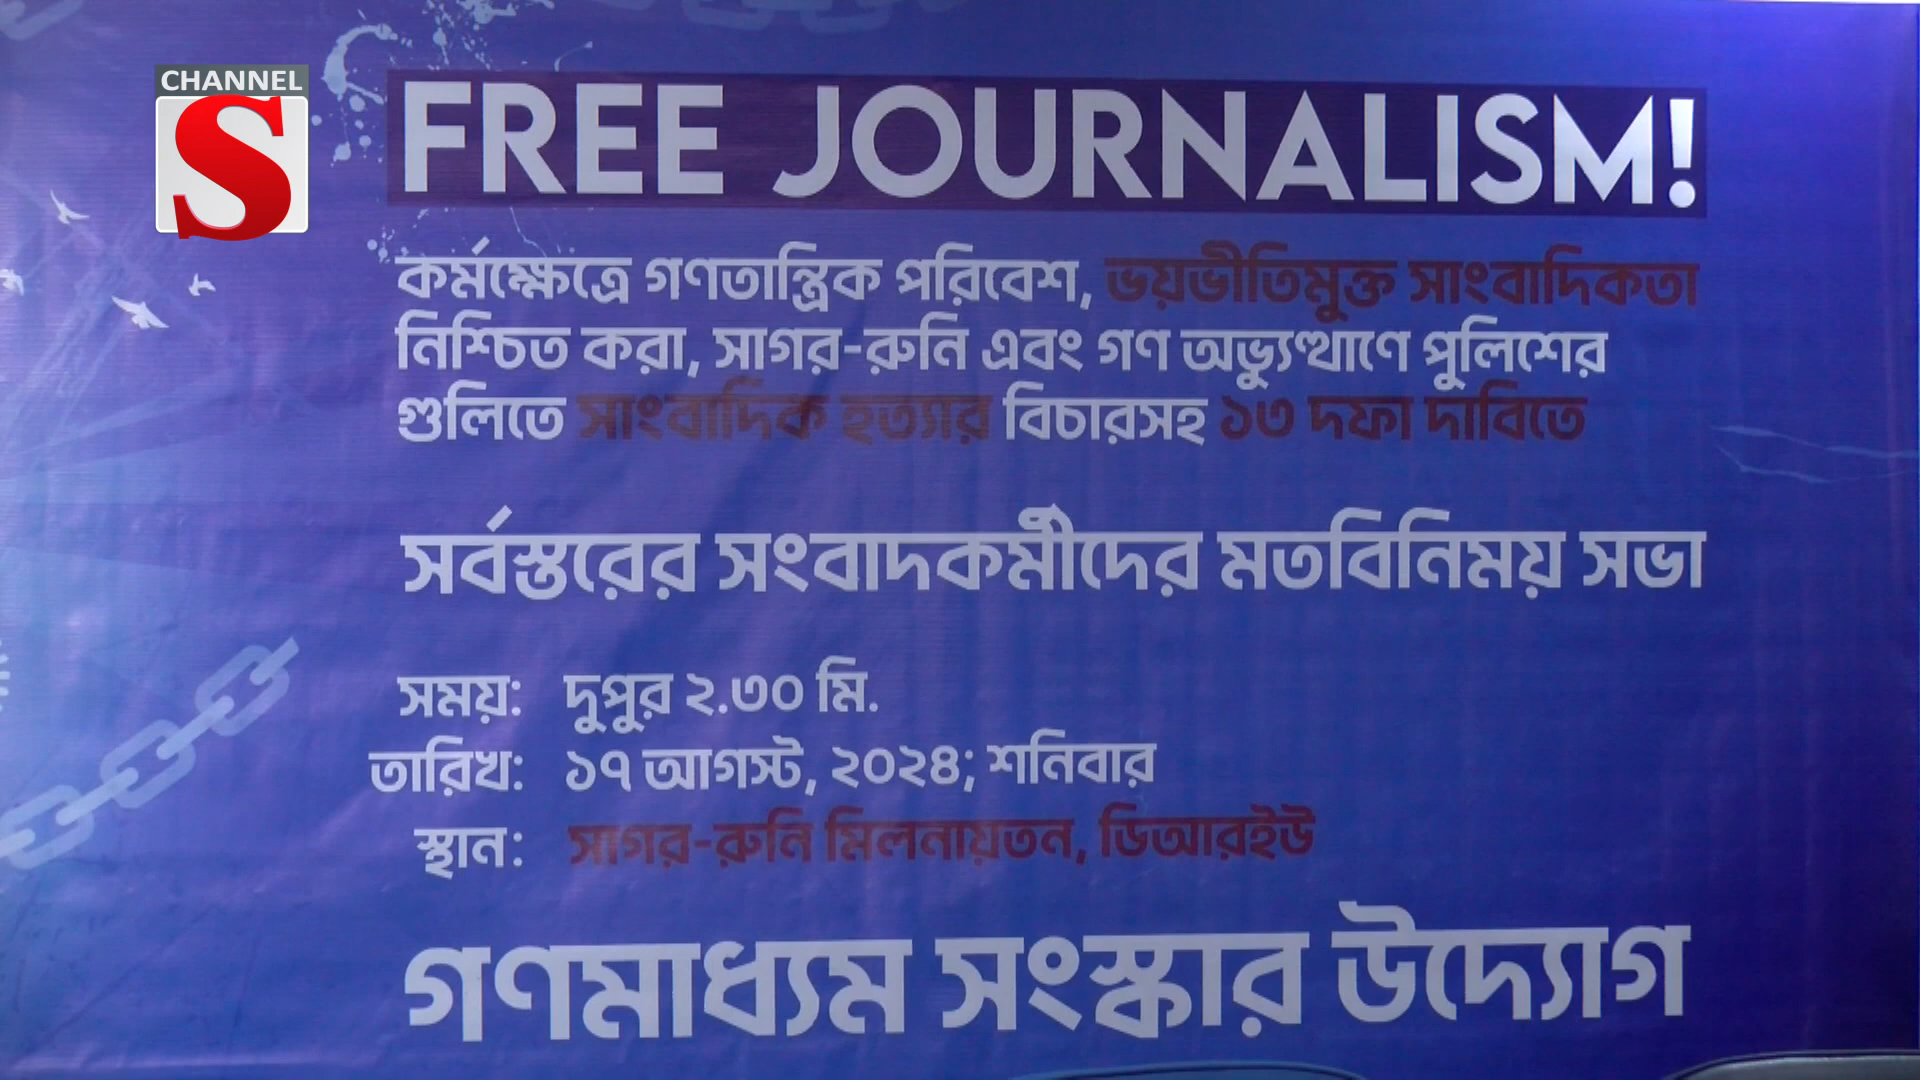 CHANNEL
S
FREE JOURNALISM!
কর্মক্ষেত্রে গণতান্ত্রিক পরিবেশ, ভয়ভীতিমুক্ত সাংবাদিকতা
নিশ্চিত করা, সাগর-রুনি এবং গণ অভ্যুত্থাণে পুলিশের
গুলিতে সাংবাদিক হত্যার বিচারসহ ১৩ দফা দাবিতে
সর্বস্তরের সংবাদকর্মীদের মতবিনিময় সভা
সময়: দুপুর ২.৩০ মি.
তারিখ: ১৭ আগস্ট, ২০২৪; শনিবার
স্থান: সাগর-রুনি মিলনায়তন, ডিআরইউ
গণমাধ্যম সংস্কার উদ্যোগ